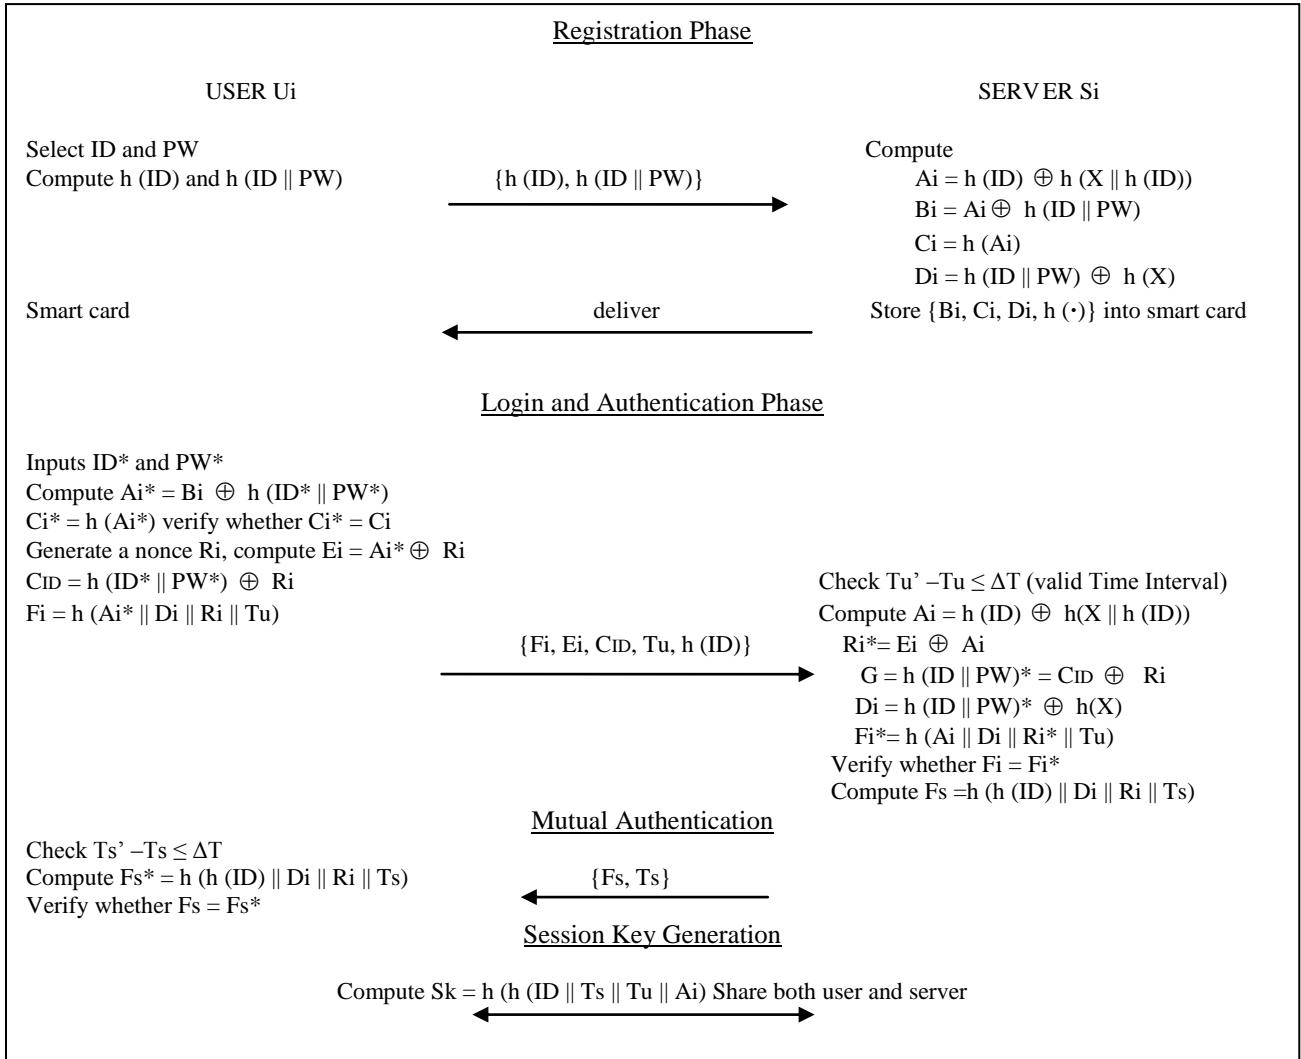 Registration Phase
USER Ui
SERVER Si
Select ID and PW
Compute
Compute h (ID) and h (ID || PW)
{h (ID), h (ID || PW)}
Ai = h (ID) ⊕ h (X || h (ID))
Bi = Ai ⊕ h (ID || PW)
Ci = h (Ai)
Di = h (ID || PW) ⊕ h (X)
Smart card
deliver
Store {Bi, Ci, Di, h (·)} into smart card
Login and Authentication Phase
Inputs ID* and PW*
Compute Ai* = Bi ⊕ h (ID* || PW*)
Ci* = h (Ai*) verify whether Ci* = Ci
Generate a nonce Ri, compute Ei = Ai* ⊕ Ri
CID = h (ID* || PW*) ⊕ Ri
Fi = h (Ai* || Di || Ri || Tu)
Check Tu’ –Tu ≤ ΔT (valid Time Interval)
Compute Ai = h (ID) ⊕ h(X || h (ID))
{Fi, Ei, CID, Tu, h (ID)}
Ri*= Ei ⊕ Ai
G = h (ID || PW)* = CID ⊕ Ri
Di = h (ID || PW)* ⊕ h(X)
Fi*= h (Ai || Di || Ri* || Tu)
Verify whether Fi = Fi*
Compute Fs =h (h (ID) || Di || Ri || Ts)
Mutual Authentication
Check Ts’ –Ts ≤ ΔT
Compute Fs* = h (h (ID) || Di || Ri || Ts)
{Fs, Ts}
Verify whether Fs = Fs*
Session Key Generation
Compute Sk = h (h (ID || Ts || Tu || Ai) Share both user and server